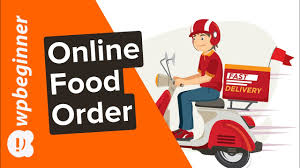 wpbeginner
Online
Food
Order
FAST
DELIVERY